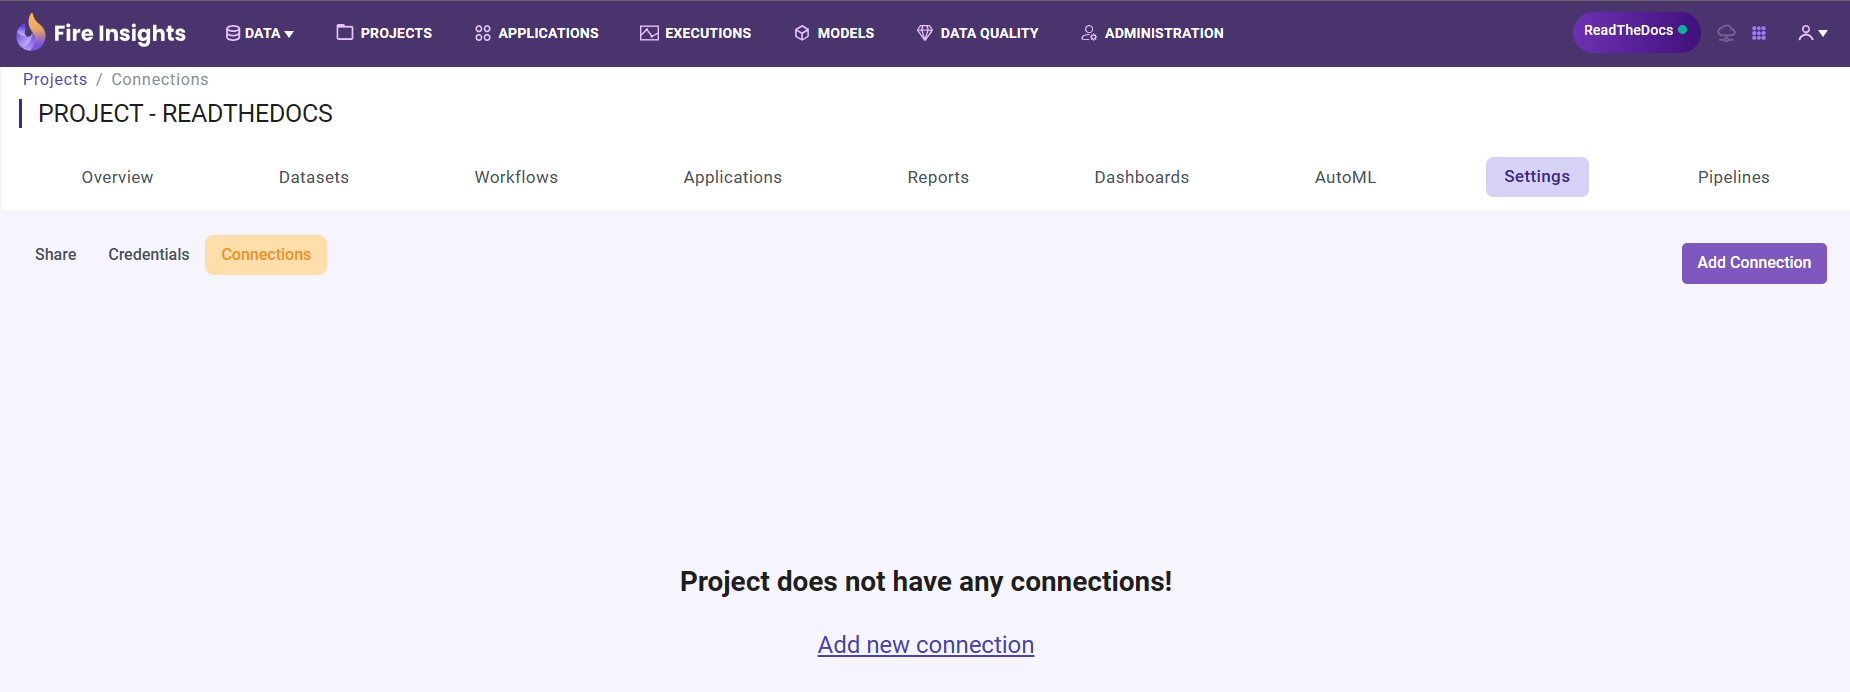 Fire Insights DATA PROJECTS APPLICATIONS EXECUTIONS MODELS DATA QUALITY ADMINISTRATION ReadTheDocs
Projects / Connections
PROJECT - READTHEDOCS
Overview Datasets Workflows Applications Reports Dashboards AutoML Settings Pipelines
Share Credentials Connections Add Connection
Project does not have any connections!
Add new connection